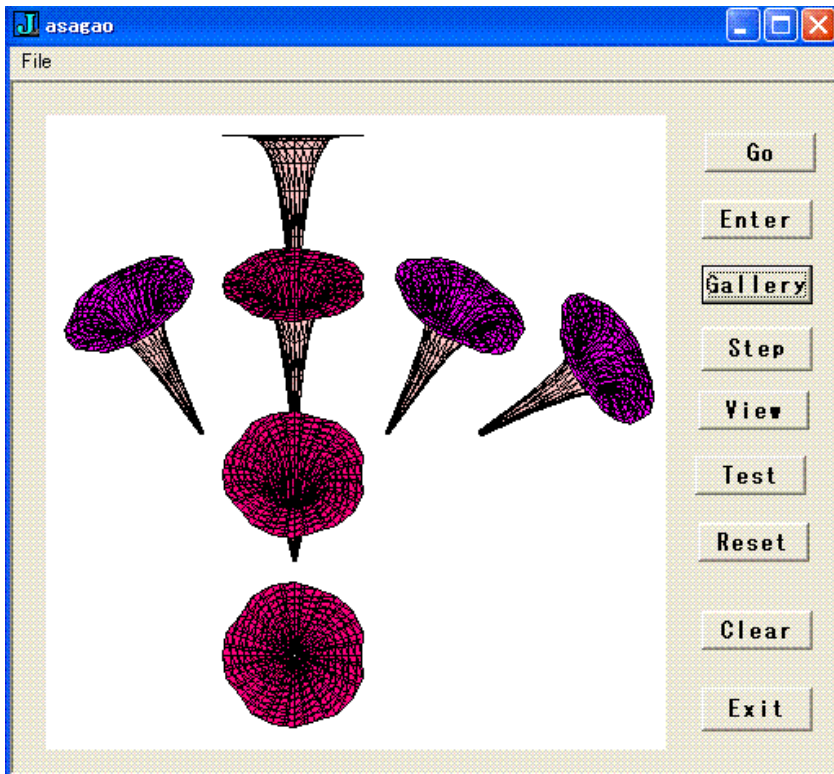 J asagao
File
Go
Enter
Gallery
Step
View
Test
Reset
Clear
Exit